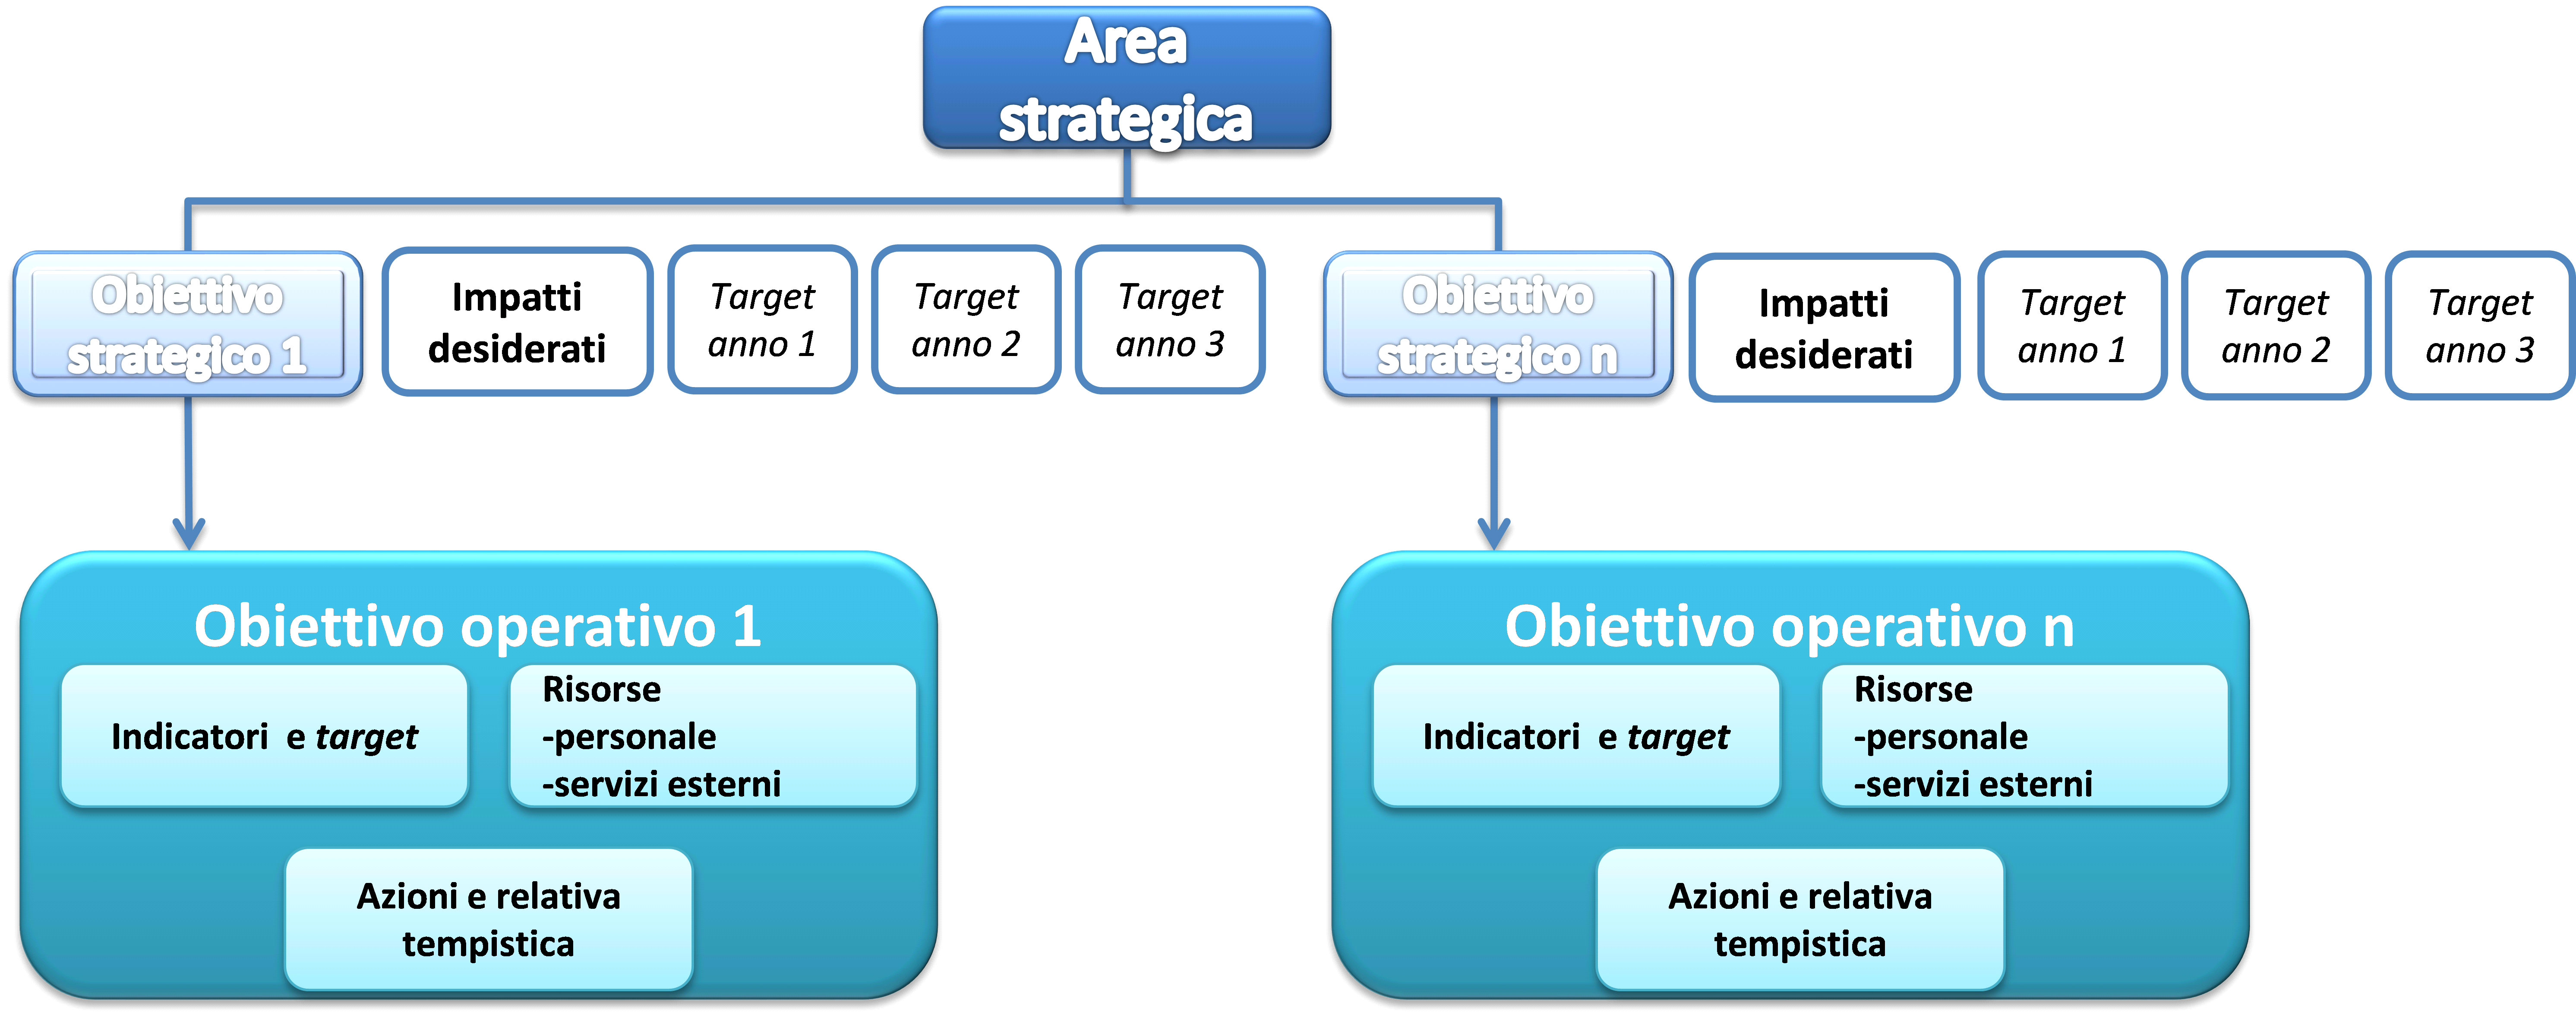 Area
strategica
Obiettivo
strategico 1
Impatti
desiderati
Target
anno 1
Target
anno 2
Target
anno 3
Obiettivo
strategico n
Impatti
desiderati
Target
anno 1
Target
anno 2
Target
anno 3
Obiettivo operativo 1
Indicatori e target
Risorse
-personale
-servizi esterni
Azioni e relativa
tempistica
Obiettivo operativo n
Indicatori e target
Risorse
-personale
-servizi esterni
Azioni e relativa
tempistica